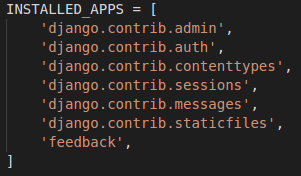 INSTALLED_APPS = [
    'django.contrib.admin',
    'django.contrib.auth',
    'django.contrib.contenttypes',
    'django.contrib.sessions',
    'django.contrib.messages',
    'django.contrib.staticfiles',
    'feedback',
]